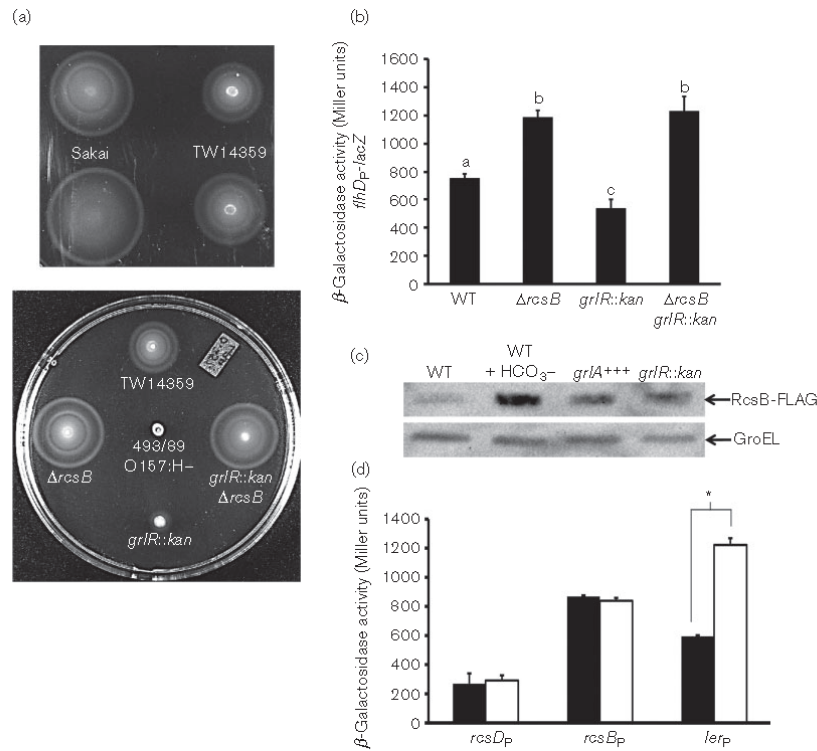 (a)
Sakai
TW14359
TW14359
493/89
O157:H–
ΔrcsB
grlR::kan
ΔrcsB
grlR::kan
(b)
β-Galactosidase activity (Miller units)
flhDP-lacZ
1600
1400
1200
1000
800
600
400
200
0
a
b
c
b
WT
ΔrcsB
grlR::kan
ΔrcsB
grlR::kan
(c)
WT
WT
+ HCO3–
grlA+++
grlR::kan
RcsB-FLAG
GroEL
(d)
β-Galactosidase activity (Miller units)
1400
1200
1000
800
600
400
200
0
*
rcsDP
rcsBP
lerP